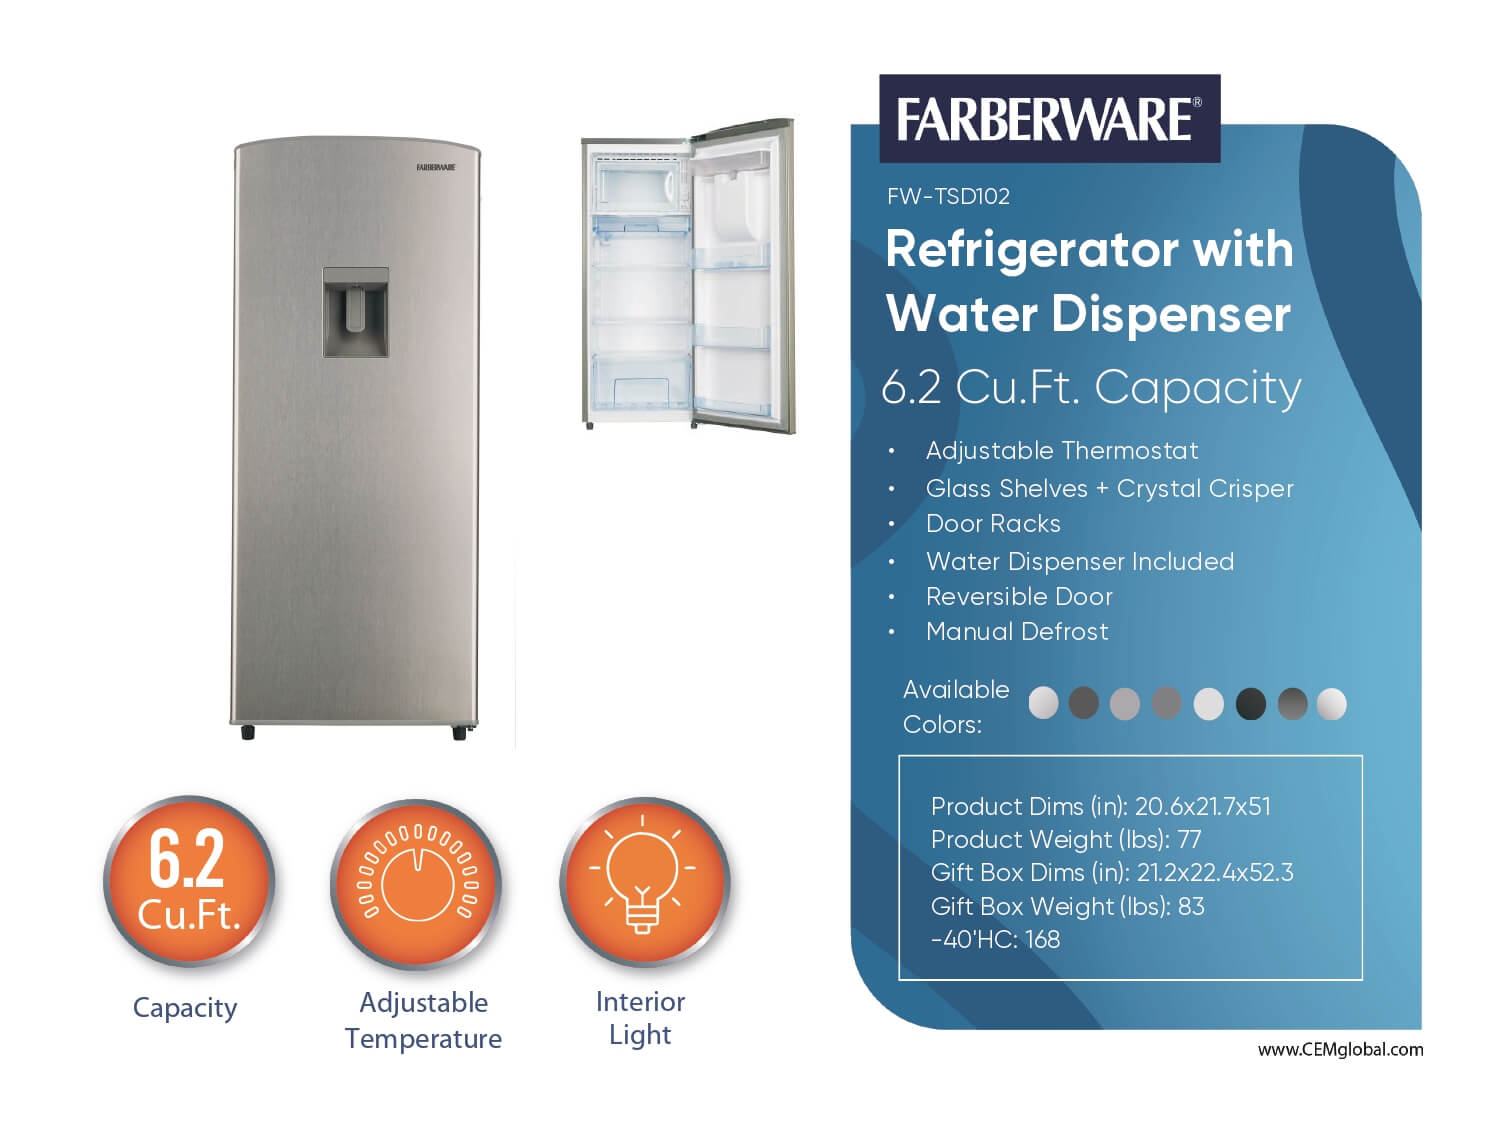 FARBERWARE
FARBERWARE®
FW-TSD102
Refrigerator with
Water Dispenser
6.2 Cu.Ft. Capacity
• Adjustable Thermostat
• Glass Shelves + Crystal Crisper
• Door Racks
• Water Dispenser Included
• Reversible Door
• Manual Defrost
Available
Colors:
Product Dims (in): 20.6x21.7x51
Product Weight (lbs): 77
Gift Box Dims (in): 21.2x22.4x52.3
Gift Box Weight (lbs): 83
-40'HC: 168
6.2
Cu.Ft.
Capacity
Adjustable
Temperature
Interior
Light
www.CEMglobal.com